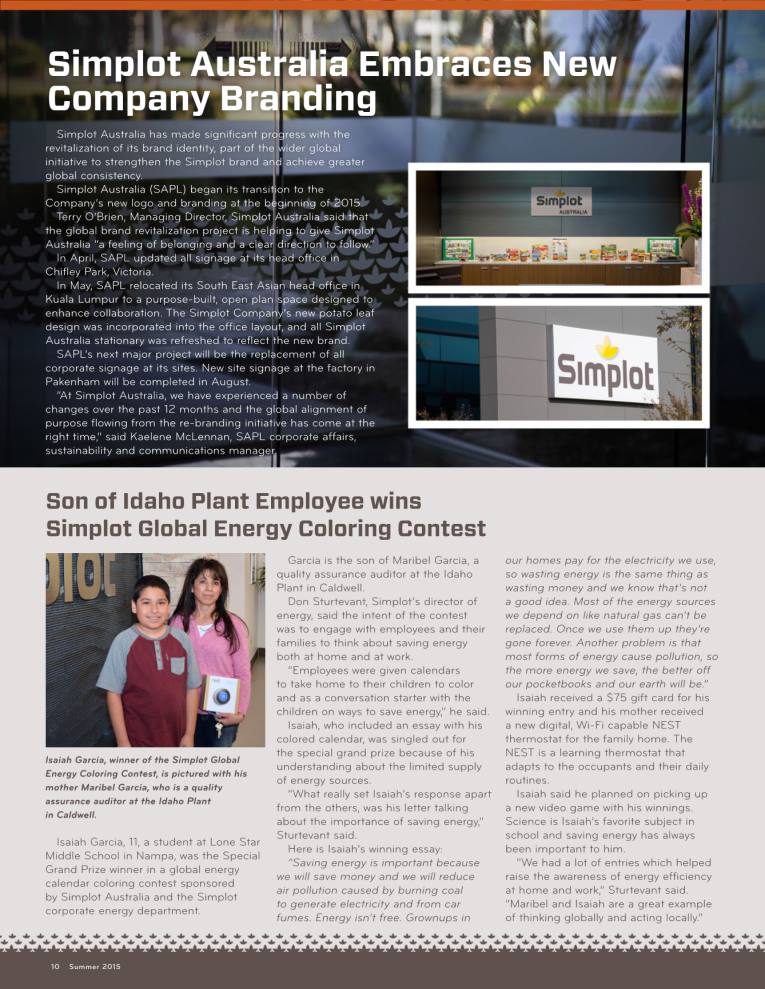 Simplot Australia Embraces New
Company Branding
Simplot Australia has made significant progress with the
revitalization of its brand identity, part of the wider global
initiative to strengthen the Simplot brand and achieve greater
global consistency.
Simplot Australia (SAPL) began its transition to the
Company's new logo and branding at the beginning of 2015.
Terry O'Brien, Managing Director, Simplot Australia said that
the global brand revitalization project is helping to give Simplot
Australia "a feeling of belonging and a clear direction to follow."
In April, SAPL updated all signage at its head office in
Chifley Park, Victoria.
In May, SAPL relocated its South East Asian head office in
Kuala Lumpur to a purpose-built, open plan space designed to
enhance collaboration. The Simplot Company's new potato leaf
design was incorporated into the office layout, and all Simplot
Australia stationary was refreshed to reflect the new brand.
SAPL's next major project will be the replacement of all
corporate signage at its sites. New site signage at the factory in
Pakenham will be completed in August.
"At Simplot Australia, we have experienced a number of
changes over the past 12 months and the global alignment of
purpose flowing from the re-branding initiative has come at the
right time," said Kaelene McLennan, SAPL corporate affairs,
sustainability and communications manager.
Simplot
AUSTRALIA
Simplot
Son of Idaho Plant Employee wins
Simplot Global Energy Coloring Contest
plot
Isaiah Garcia, winner of the Simplot Global
Energy Coloring Contest, is pictured with his
mother Maribel Garcia, who is a quality
assurance auditor at the Idaho Plant
in Caldwell.
Isaiah Garcia, 11, a student at Lone Star
Middle School in Nampa, was the Special
Grand Prize winner in a global energy
calendar coloring contest sponsored
by Simplot Australia and the Simplot
corporate energy department.
Garcia is the son of Maribel Garcia, a
quality assurance auditor at the Idaho
Plant in Caldwell.
Don Sturtevant, Simplot's director of
energy, said the intent of the contest
was to engage with employees and their
families to think about saving energy
both at home and at work.
"Employees were given calendars
to take home to their children to color
and as a conversation starter with the
children on ways to save energy," he said.
Isaiah, who included an essay with his
colored calendar, was singled out for
the special grand prize because of his
understanding about the limited supply
of energy sources.
"What really set Isaiah's response apart
from the others, was his letter talking
about the importance of saving energy,"
Sturtevant said.
Here is Isaiah's winning essay:
"Saving energy is important because
we will save money and we will reduce
air pollution caused by burning coal
to generate electricity and from car
fumes. Energy isn't free. Grownups in
our homes pay for the electricity we use,
so wasting energy is the same thing as
wasting money and we know that's not
a good idea. Most of the energy sources
we depend on like natural gas can't be
replaced. Once we use them up they're
gone forever. Another problem is that
most forms of energy cause pollution, so
the more energy we save, the better off
our pocketbooks and our earth will be."
Isaiah received a $75 gift card for his
winning entry and his mother received
a new digital, Wi-Fi capable NEST
thermostat for the family home. The
NEST is a learning thermostat that
adapts to the occupants and their daily
routines.
Isaiah said he planned on picking up
a new video game with his winnings.
Science is Isaiah's favorite subject in
school and saving energy has always
been important to him.
"We had a lot of entries which helped
raise the awareness of energy efficiency
at home and work," Sturtevant said.
"Maribel and Isaiah are a great example
of thinking globally and acting locally."
10 Summer 2015